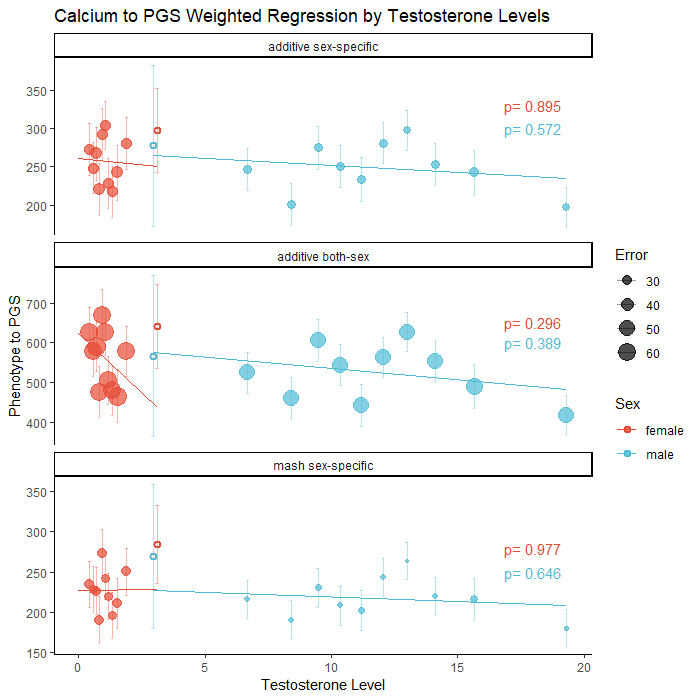 Calcium to PGS Weighted Regression by Testosterone Levels
additive sex-specific
350
300
250
200
p= 0.895
p= 0.572
additive both-sex
700
600
500
400
p= 0.296
p= 0.389
mash sex-specific
350
300
250
200
150
p= 0.977
p= 0.646
0
5
10
15
20
Testosterone Level
Phenotype to PGS
Error
30
40
50
60
Sex
female
male